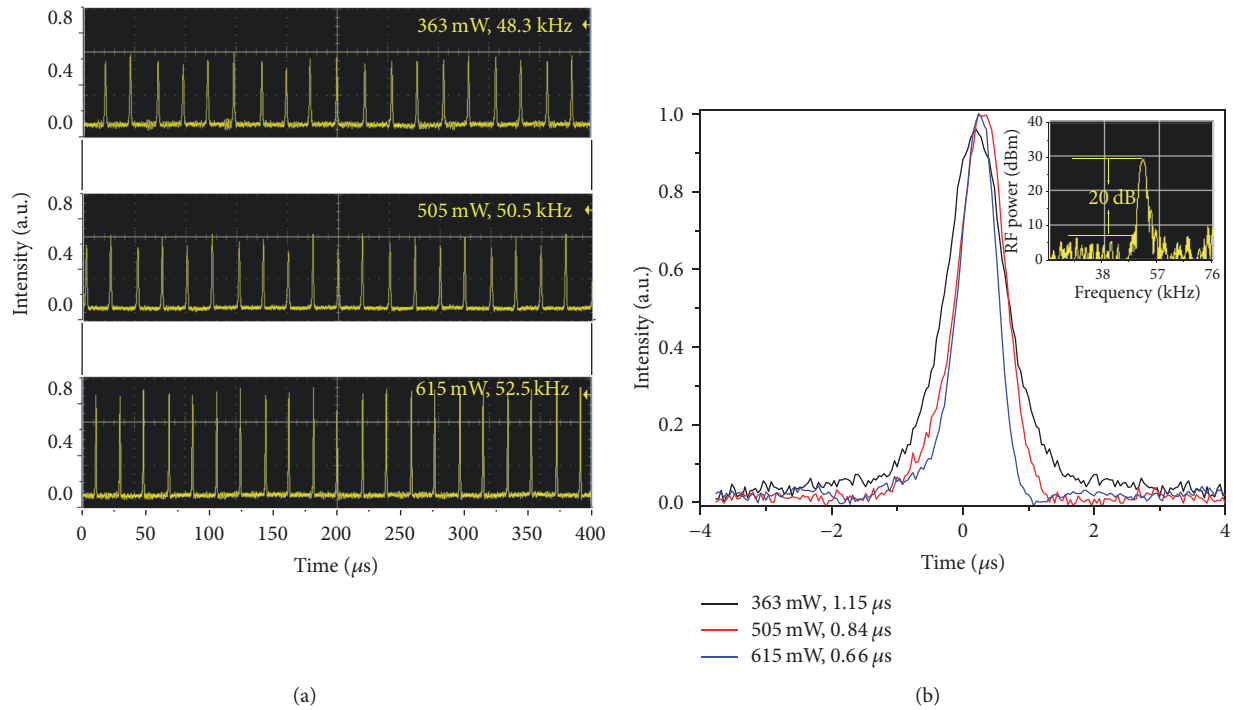 (a)
0.8
363 mW, 48.3 kHz
0.4
0.0
0.8
505 mW, 50.5 kHz
0.4
0.0
0.8
615 mW, 52.5 kHz
0.4
0.0
Intensity (a.u.)
0 50 100 150 200 250 300 350 400
Time (μs)
(a)
1.0
0.8
0.6
0.4
0.2
0.0
Intensity (a.u.)
−4 −2 0 2 4
Time (μs)
40
30
20
10
0
RF power (dBm)
20 dB
38 57 76
Frequency (kHz)
363 mW, 1.15 μs
505 mW, 0.84 μs
615 mW, 0.66 μs
(b)